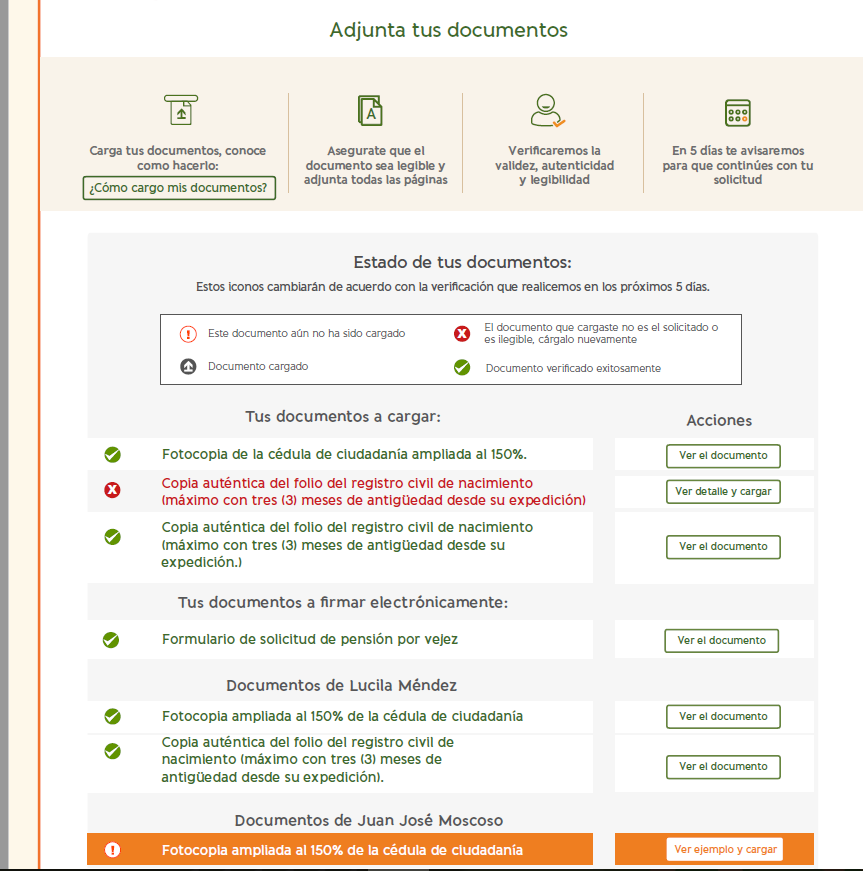 Adjunta tus documentos
Carga tus documentos, conoce
como hacerlo:
¿Cómo cargo mis documentos?
A
Asegurate que el
documento sea legible y
adjunta todas las páginas
Verificaremos la
validez, autenticidad
y legibilidad
En 5 días te avisaremos
para que continúes con tu
solicitud
Estado de tus documentos:
Estos iconos cambiarán de acuerdo con la verificación que realicemos en los próximos 5 días.
Este documento aún no ha sido cargado
El documento que cargaste no es el solicitado o
es ilegible, cárgalo nuevamente
Documento cargado
Documento verificado exitosamente
Tus documentos a cargar:
Acciones
Fotocopia de la cédula de ciudadanía ampliada al 150%.
Ver el documento
Copia auténtica del folio del registro civil de nacimiento
(máximo con tres (3) meses de antigüedad desde su expedición)
Ver detalle y cargar
Copia auténtica del folio del registro civil de nacimiento
(máximo con tres (3) meses de antigüedad desde su
expedición.)
Ver el documento
Tus documentos a firmar electrónicamente:
Formulario de solicitud de pensión por vejez
Ver el documento
Documentos de Lucila Méndez
Fotocopia ampliada al 150% de la cédula de ciudadanía
Ver el documento
Copia auténtica del folio del registro civil de
nacimiento (máximo con tres (3) meses de
antigüedad desde su expedición).
Ver el documento
Documentos de Juan José Moscoso
Fotocopia ampliada al 150% de la cédula de ciudadanía
Ver ejemplo y cargar